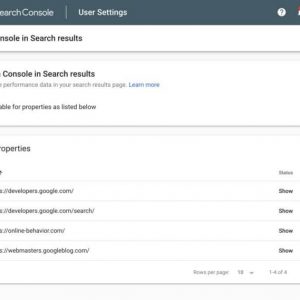 Search Console User Settings
Console in Search results
Console in Search results
performance data in your search results page. Learn more
able for properties as listed below
roperties
Status
s://developers.google.com/ Show
s://developers.google.com/search/ Show
s://online-behavior.com/ Show
s://webmasters.googleblog.com/ Show
Rows per page: 10 1-4 of 4